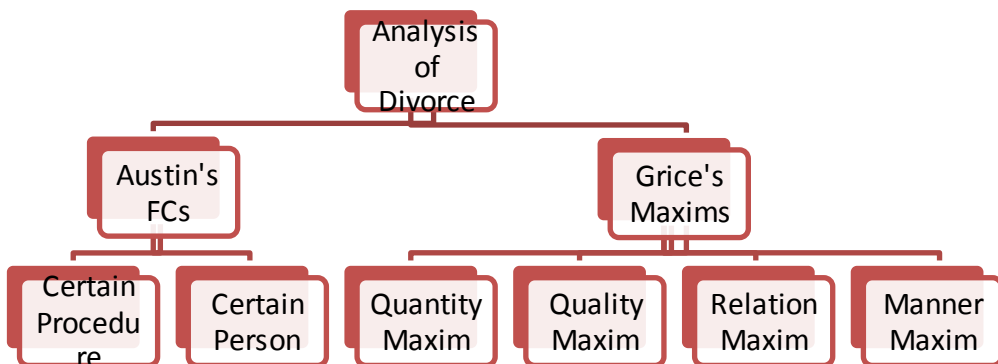 Analysis
of
Divorce
Austin's
FCs
Grice's
Maxims
Certain
Procedu
re
Certain
Person
Quantity
Maxim
Quality
Maxim
Relation
Maxim
Manner
Maxim